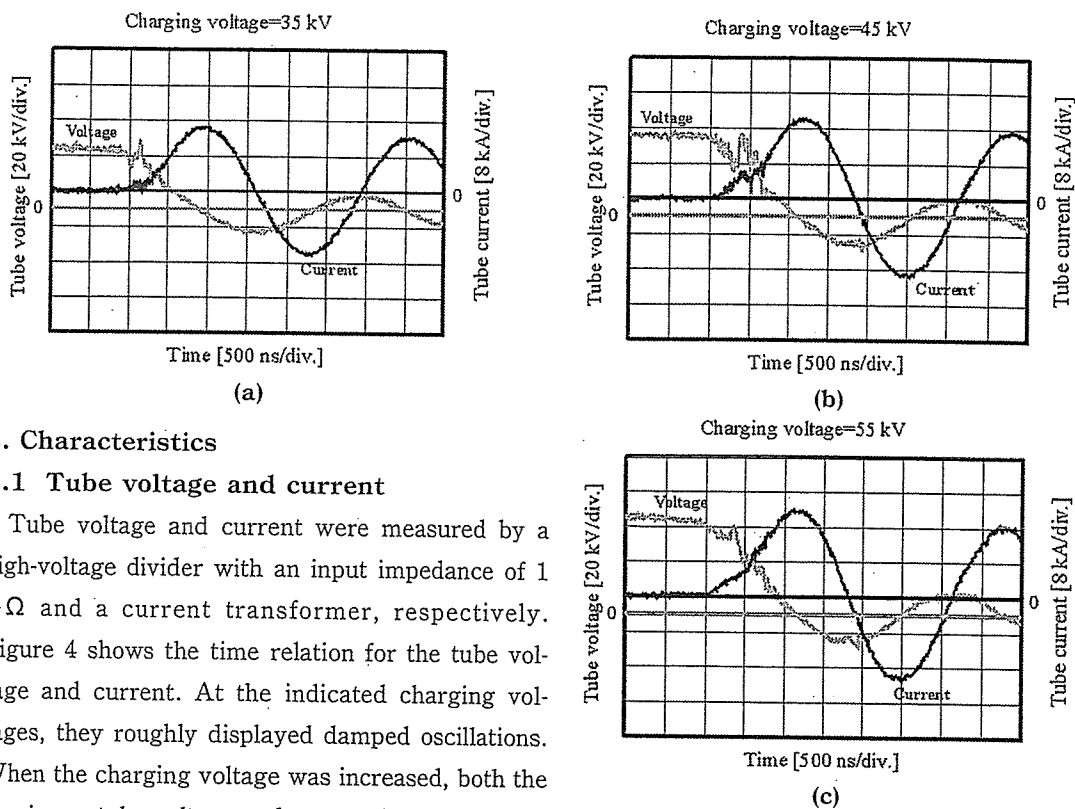 Charging voltage=35 kV
Tube voltage [20 kV/div.]
Voltage
0
Current
0
Tube current [8 kA/div.]
Time [500 ns/div.]
(a)
Charging voltage=45 kV
Tube voltage [20 kV/div.]
Voltage
0
Current
0
Tube current [8 kA/div.]
Time [500 ns/div.]
(b)
. Characteristics
.1 Tube voltage and current
Tube voltage and current were measured by a
igh-voltage divider with an input impedance of 1
Ω and a current transformer, respectively.
igure 4 shows the time relation for the tube vol-
age and current. At the indicated charging vol-
ages, they roughly displayed damped oscillations.
When the charging voltage was increased, both the
Charging voltage=55 kV
Tube voltage [20 kV/div.]
Voltage
0
Current
0
Tube current [8 kA/div.]
Time [500 ns/div.]
(c)